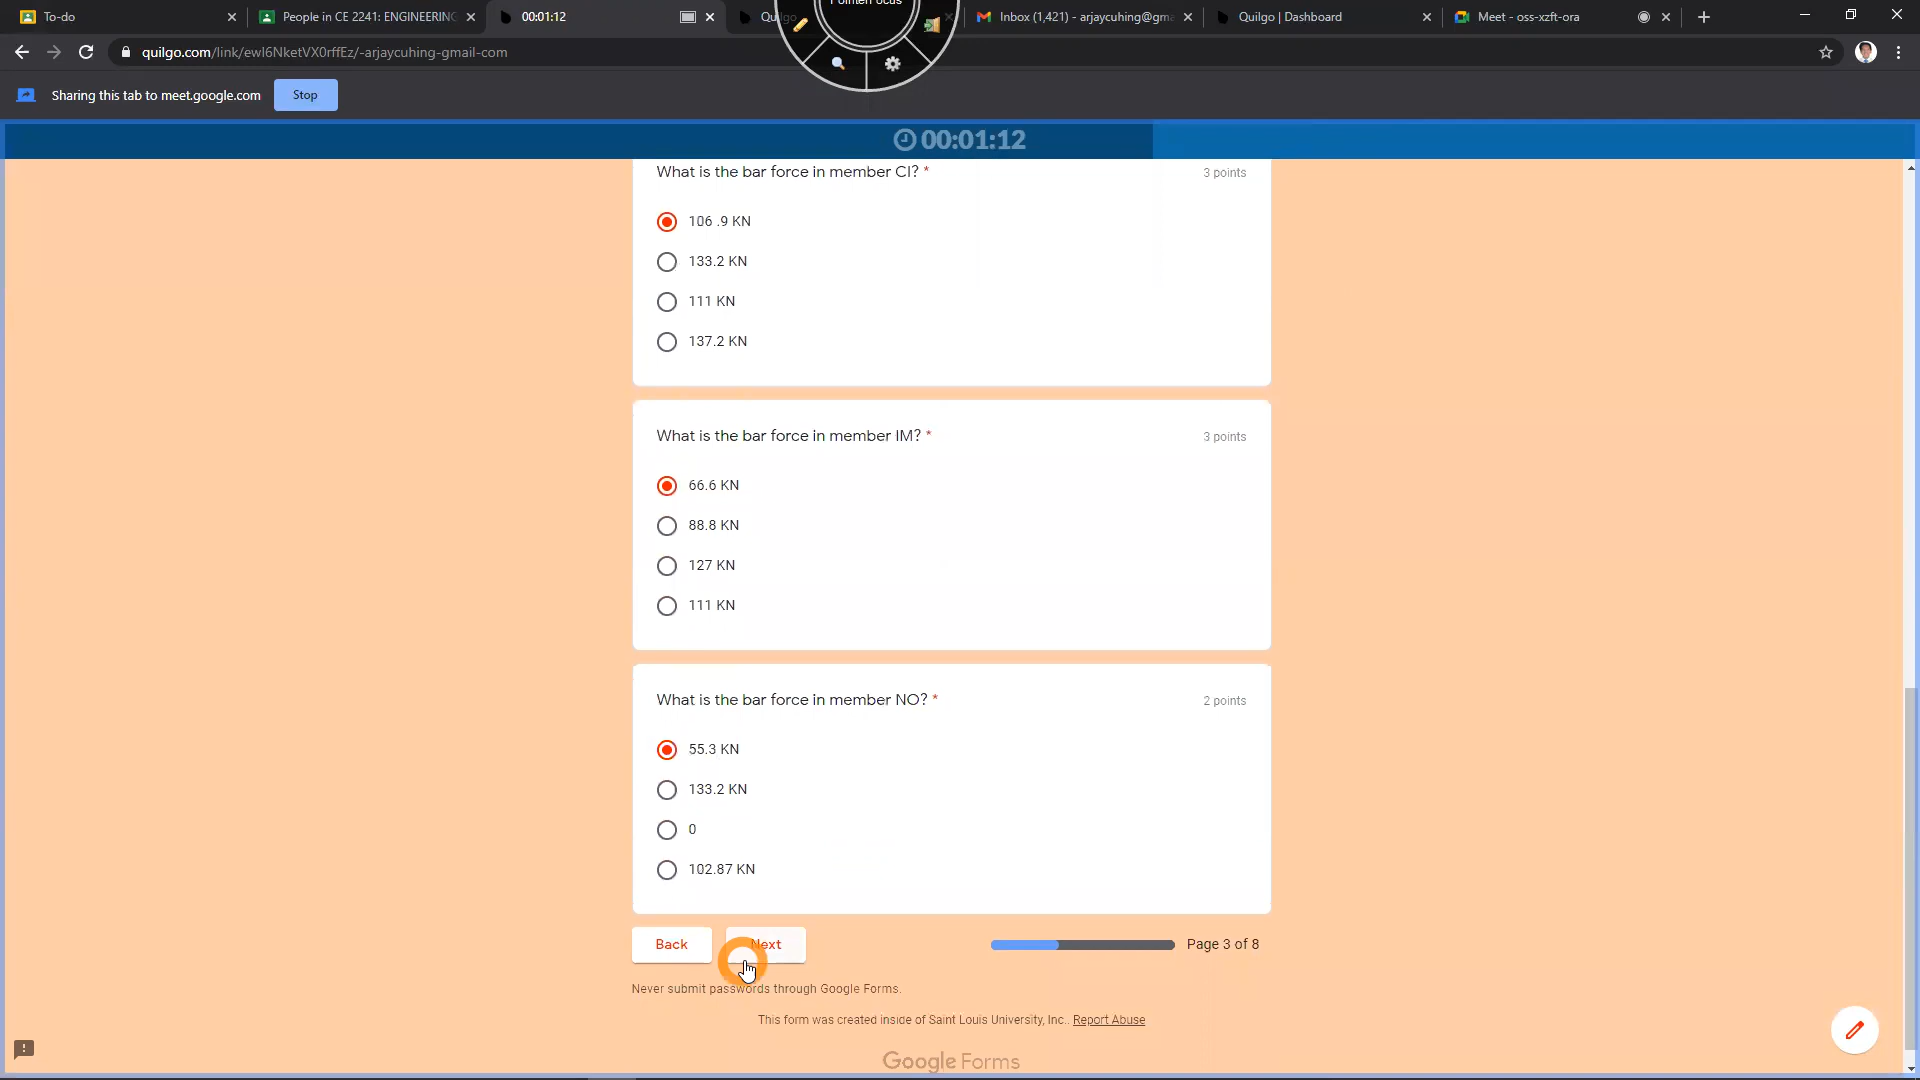 To-do
People in CE 2241: ENGINEERING
00:01:12
Quilgo
PointerFocus
Inbox (1,421) - arjaycuhing@gma
Quilgo | Dashboard
Meet - oss-xzft-ora
quilgo.com/link/ewl6NketVX0rffEz/-arjaycuhing-gmail-com
Sharing this tab to meet.google.com
Stop
00:01:12
What is the bar force in member CI? *
3 points
106 .9 KN
133.2 KN
111 KN
137.2 KN
What is the bar force in member IM? *
3 points
66.6 KN
88.8 KN
127 KN
111 KN
What is the bar force in member NO? *
2 points
55.3 KN
133.2 KN
0
102.87 KN
Back
Next
Page 3 of 8
Never submit passwords through Google Forms.
This form was created inside of Saint Louis University, Inc.. Report Abuse
Google Forms